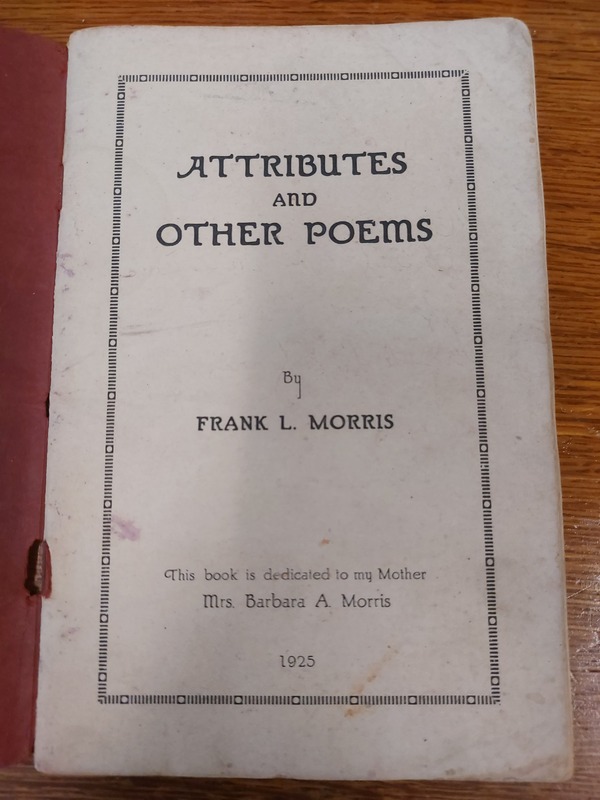 ATTRIBUTES
AND
OTHER POEMS
By
FRANK L. MORRIS
This book is dedicated to my Mother
Mrs. Barbara A. Morris
1925